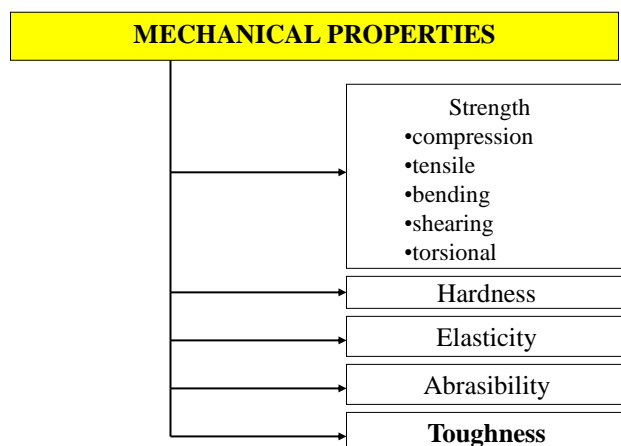 MECHANICAL PROPERTIES
Strength
•compression
•tensile
•bending
•shearing
•torsional
Hardness
Elasticity
Abrasibility
Toughness